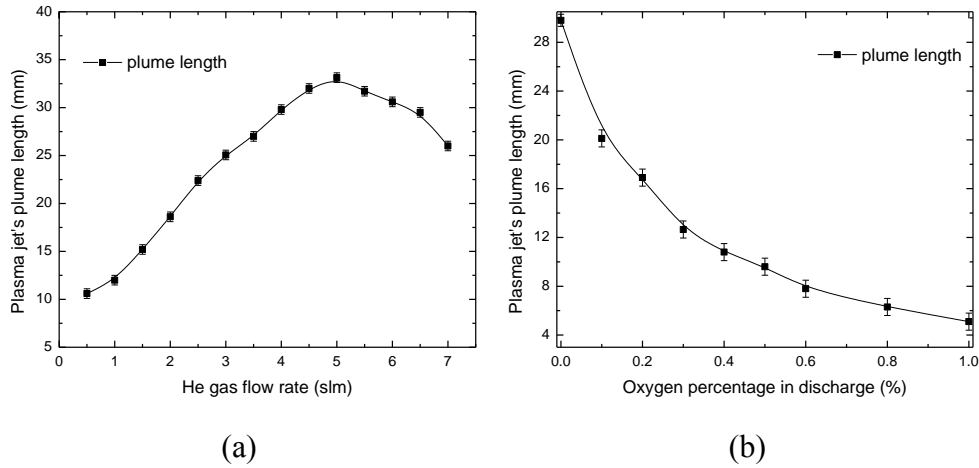 plume length
Plasma jet's plume length (mm)
40
35
30
25
20
15
10
5
0 1 2 3 4 5 6 7
He gas flow rate (slm)
(a)
plume length
Plasma jet's plume length (mm)
28
24
20
16
12
8
4
0.0 0.2 0.4 0.6 0.8 1.0
Oxygen percentage in discharge (%)
(b)